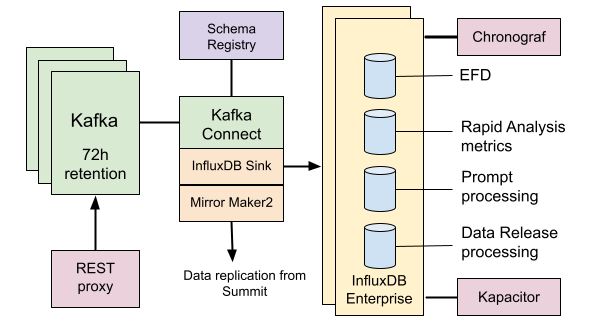 Schema
Registry
Chronograf
Kafka
72h
retention
Kafka
Connect
InfluxDB Sink
Mirror Maker2
EFD
Rapid Analysis
metrics
Prompt
processing
Data Release
processing
REST
proxy
Data replication from
Summit
InfluxDB
Enterprise
Kapacitor